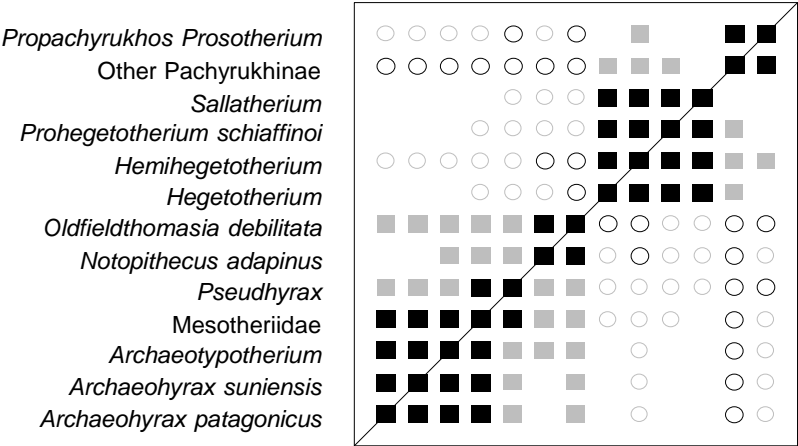 Propachyrukhos Prosotherium
Other Pachyrukhinae
Sallatherium
Prohegetotherium schiaffinoi
Hemihegetotherium
Hegetotherium
Oldfieldthomasia debilitata
Notopithecus adapinus
Pseudhyrax
Mesotheriidae
Archaeotypotherium
Archaeohyrax suniensis
Archaeohyrax patagonicus